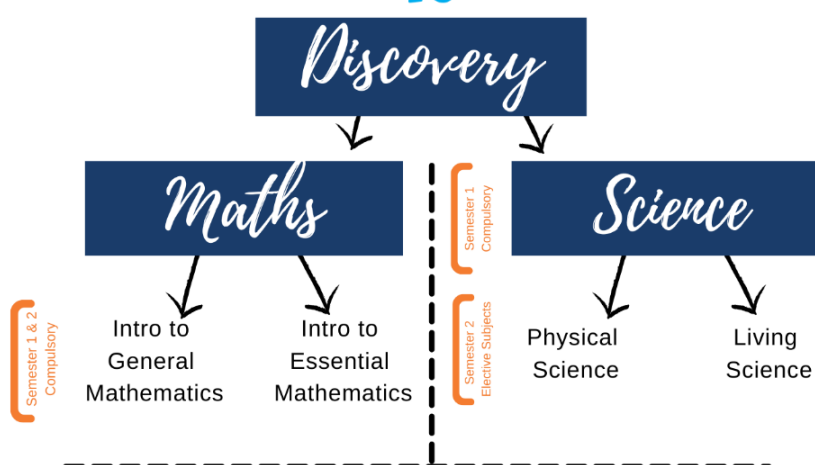 Discovery
Maths
Semester 1
Compulsory
Science
Semester 1 & 2
Compulsory
Intro to
General
Mathematics
Intro to
Essential
Mathematics
Semester 2
Elective Subjects
Physical
Science
Living
Science